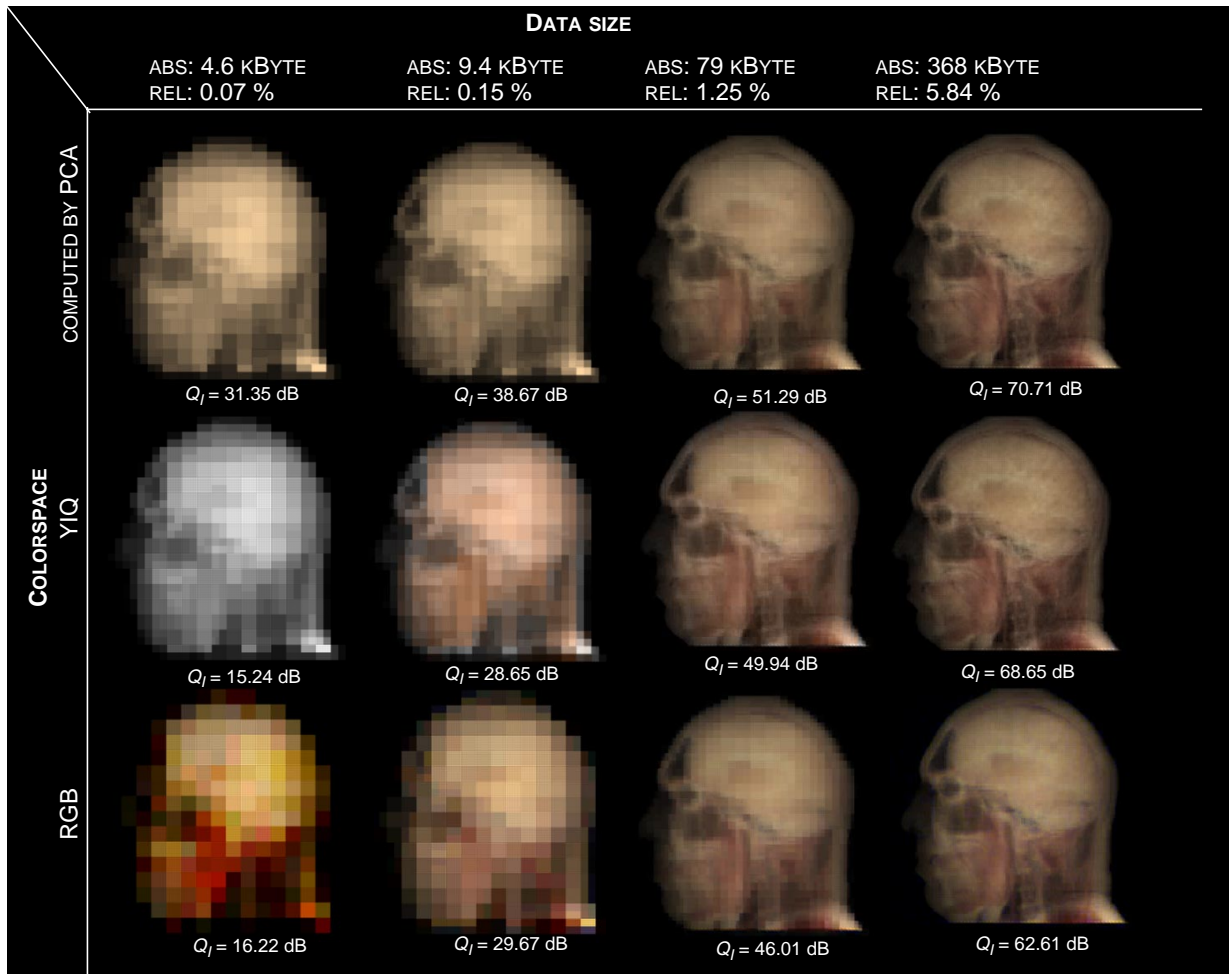 DATA SIZE
ABS: 4.6 KBYTE
REL: 0.07 %
ABS: 9.4 KBYTE
REL: 0.15 %
ABS: 79 KBYTE
REL: 1.25 %
ABS: 368 KBYTE
REL: 5.84 %
COLORSPACE
COMPUTED BY PCA
Q_I = 31.35 dB
Q_I = 38.67 dB
Q_I = 51.29 dB
Q_I = 70.71 dB
YIQ
Q_I = 15.24 dB
Q_I = 28.65 dB
Q_I = 49.94 dB
Q_I = 68.65 dB
RGB
Q_I = 16.22 dB
Q_I = 29.67 dB
Q_I = 46.01 dB
Q_I = 62.61 dB